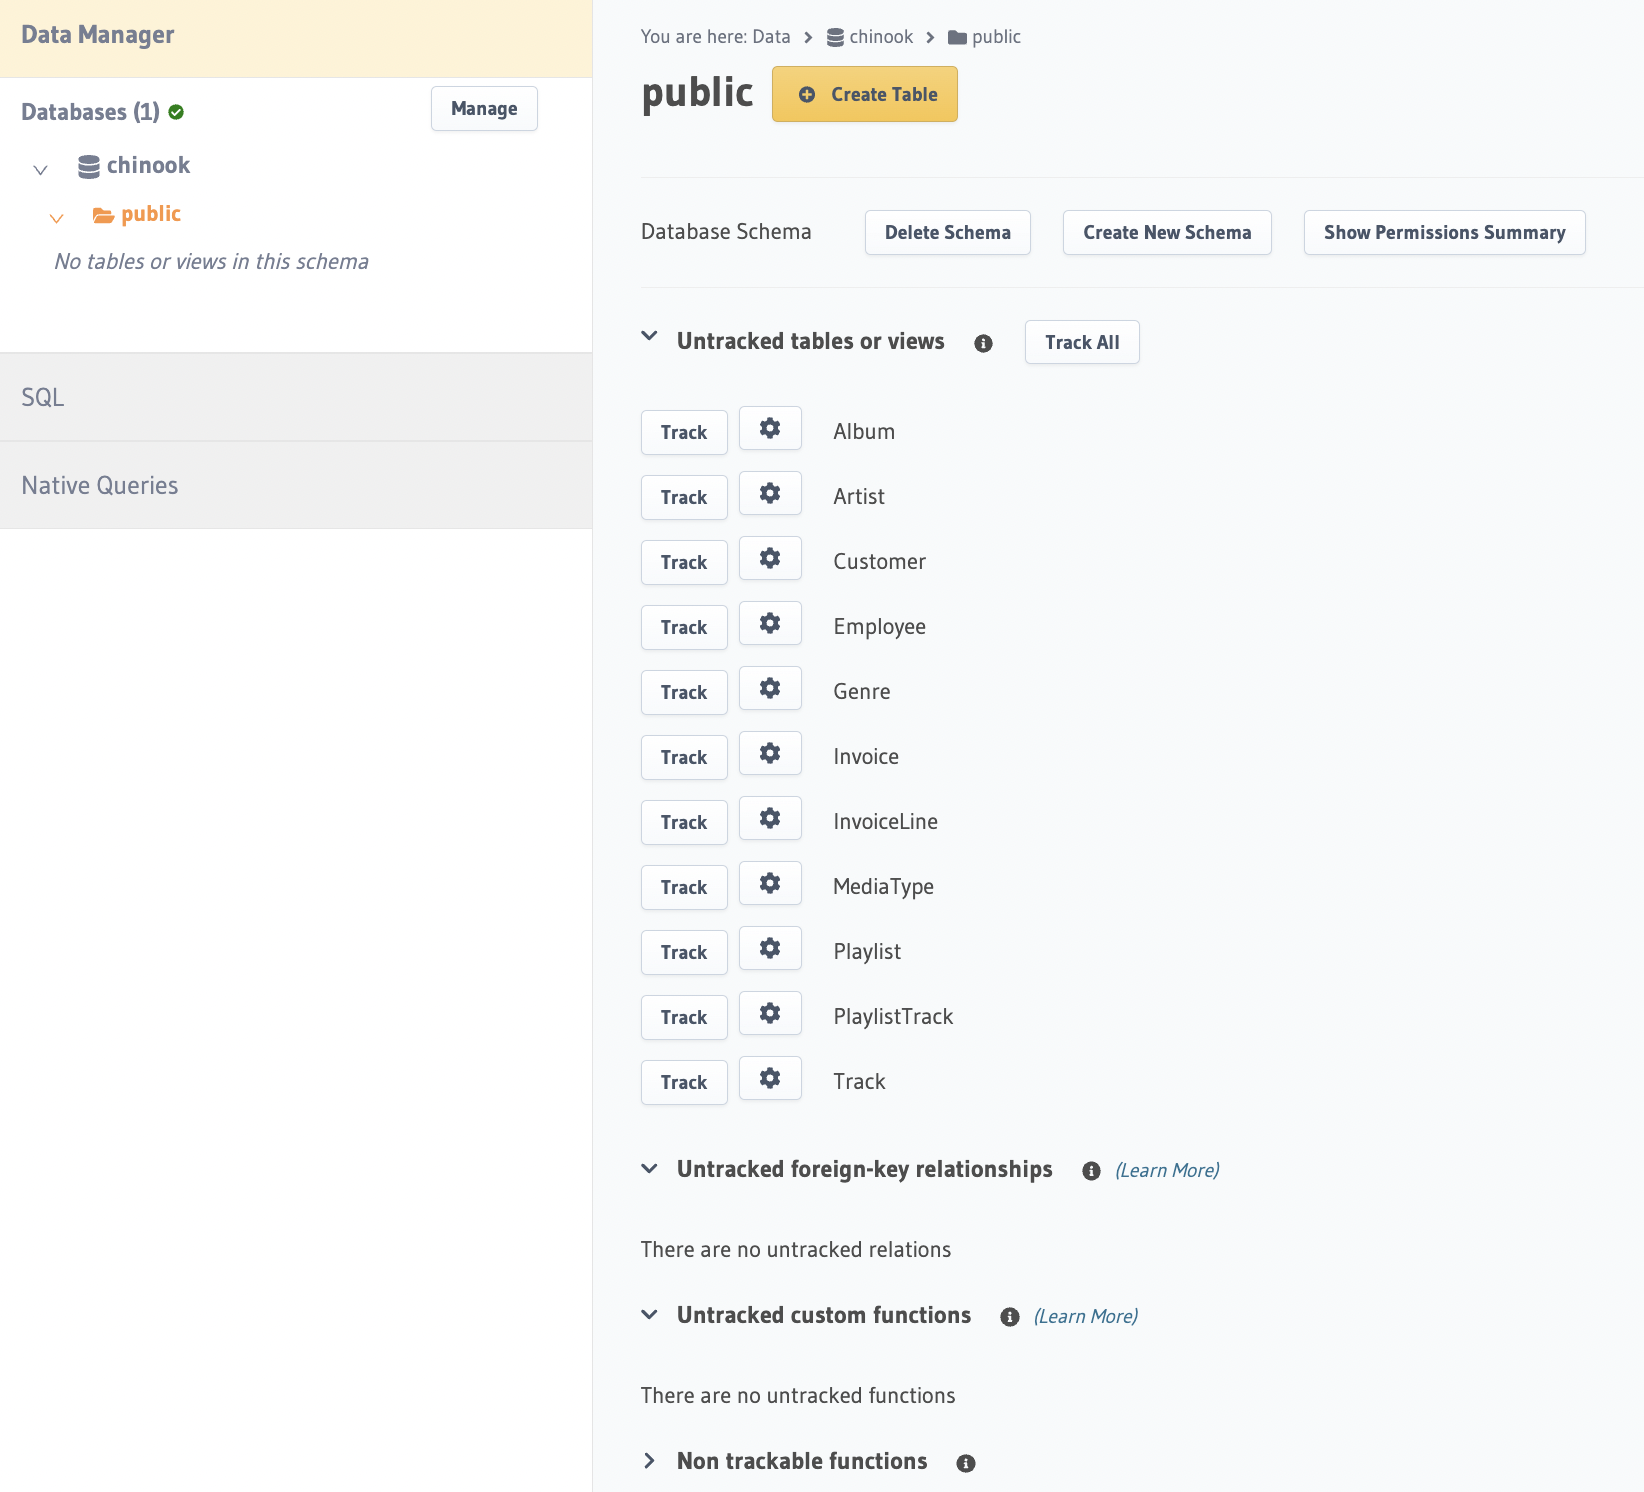 Data Manager
Databases (1)
Manage
chinook
public
No tables or views in this schema
SQL
Native Queries
You are here: Data > chinook > public
public
Create Table
Database Schema
Delete Schema
Create New Schema
Show Permissions Summary
Untracked tables or views
Track All
Track Album
Track Artist
Track Customer
Track Employee
Track Genre
Track Invoice
Track InvoiceLine
Track MediaType
Track Playlist
Track PlaylistTrack
Track Track
Untracked foreign-key relationships (Learn More)
There are no untracked relations
Untracked custom functions (Learn More)
There are no untracked functions
Non trackable functions